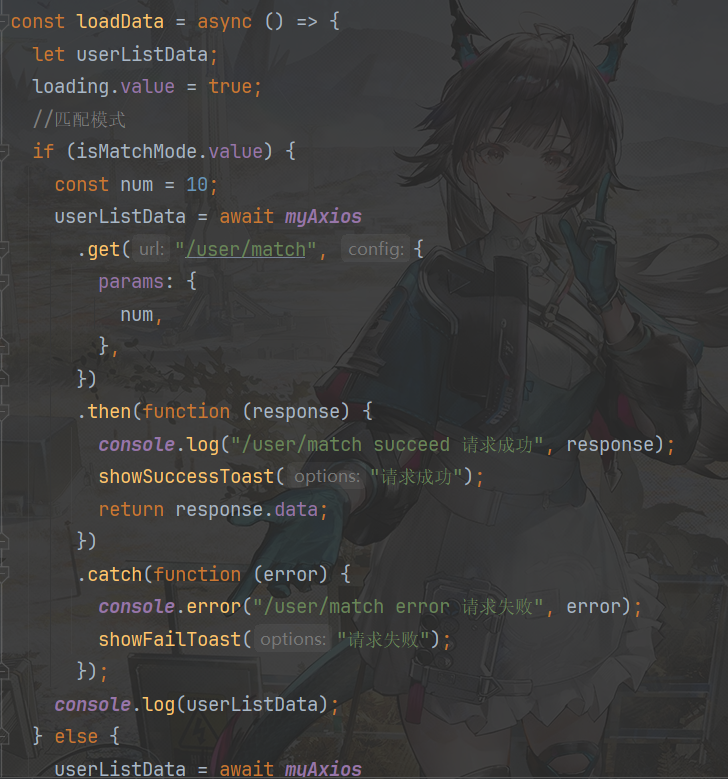 const loadData = async () => {
let userListData;
loading.value = true;
//匹配模式
if (isMatchMode.value) {
const num = 10;
userListData = await myAxios
.get( url: "/user/match", config: {
params: {
num,
},
})
.then(function (response) {
console.log("/user/match succeed 请求成功", response);
showSuccessToast( options: "请求成功");
return response.data;
})
.catch(function (error) {
console.error("/user/match error 请求失败", error);
showFailToast( options: "请求失败");
});
console.log(userListData);
} else {
userListData = await myAxios